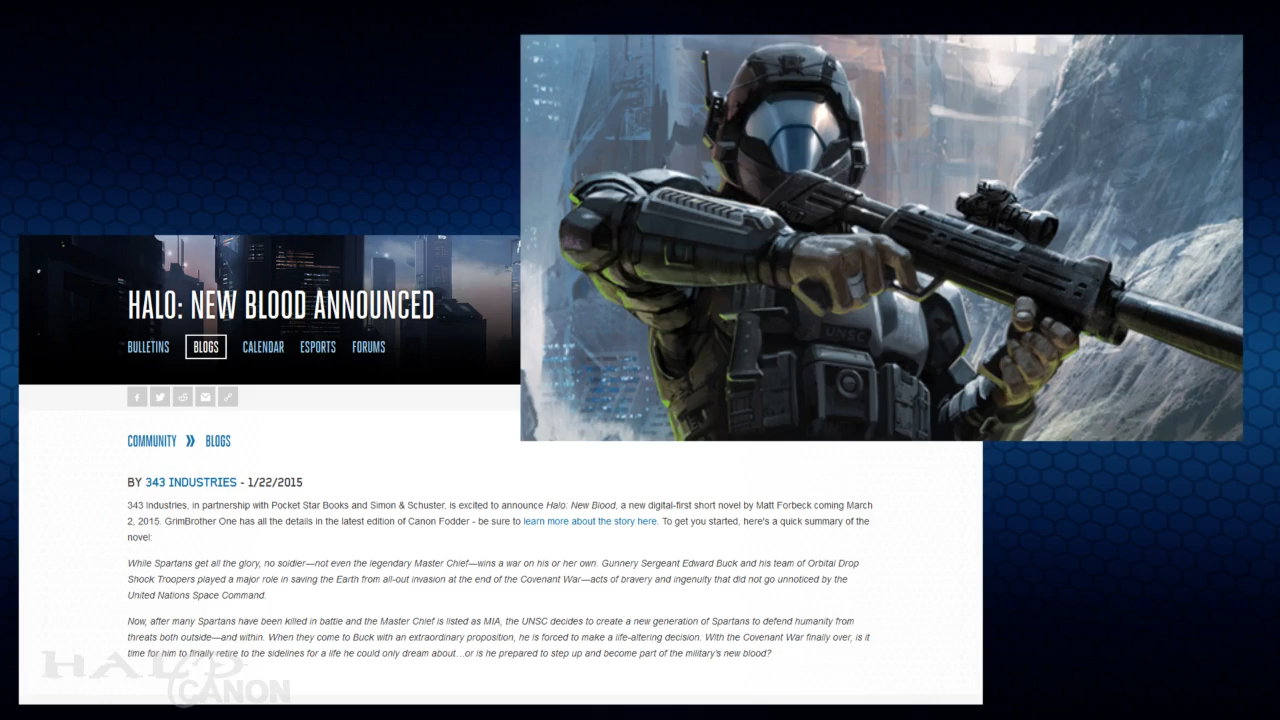 HALO: NEW BLOOD ANNOUNCED
BULLETINS BLOGS CALENDAR ESPORTS FORUMS
COMMUNITY » BLOGS
BY 343 INDUSTRIES - 1/22/2015
343 Industries, in partnership with Pocket Star Books and Simon & Schuster, is excited to announce Halo: New Blood, a new digital-first short novel by Matt Forbeck coming March
2, 2015. GrimBrother One has all the details in the latest edition of Canon Fodder - be sure to learn more about the story here. To get you started, here's a quick summary of the
novel:
While Spartans get all the glory, no soldier—not even the legendary Master Chief—wins a war on his or her own. Gunnery Sergeant Edward Buck and his team of Orbital Drop
Shock Troopers played a major role in saving the Earth from all-out invasion at the end of the Covenant War—acts of bravery and ingenuity that did not go unnoticed by the
United Nations Space Command.
Now, after many Spartans have been killed in battle and the Master Chief is listed as MIA, the UNSC decides to create a new generation of Spartans to defend humanity from
threats both outside—and within. When they come to Buck with an extraordinary proposition, he is forced to make a life-altering decision. With the Covenant War finally over, is it
time for him to finally retire to the sidelines for a life he could only dream about…or is he prepared to step up and become part of the military's new blood?
HALO
CANON
UNSC